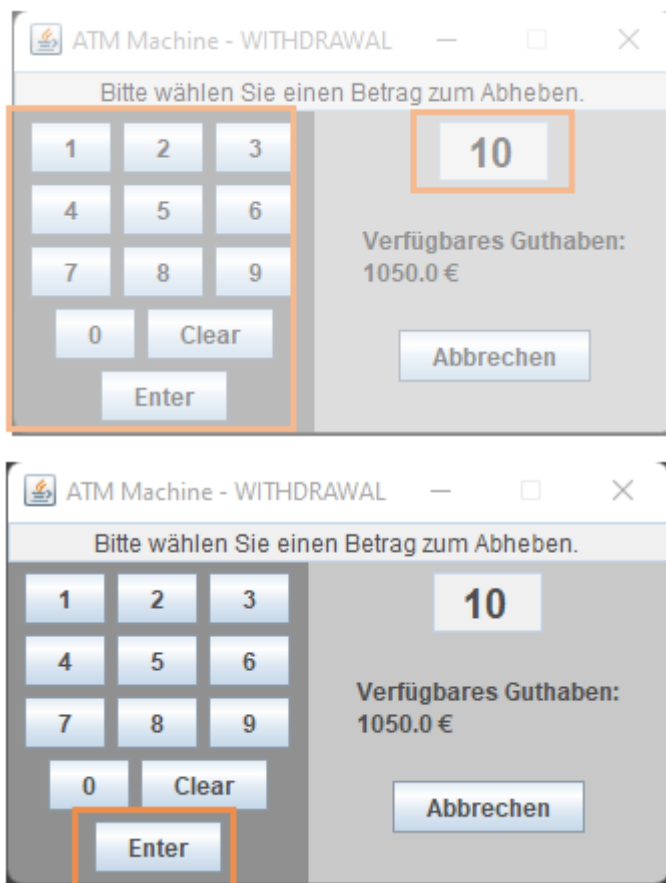 ATM Machine - WITHDRAWAL
Bitte wählen Sie einen Betrag zum Abheben.
1 2 3
10
4 5 6
Verfügbares Guthaben:
7 8 9
1050.0 €
0 Clear
Abbrechen
Enter
ATM Machine - WITHDRAWAL
Bitte wählen Sie einen Betrag zum Abheben.
1 2 3
10
4 5 6
Verfügbares Guthaben:
7 8 9
1050.0 €
0 Clear
Abbrechen
Enter